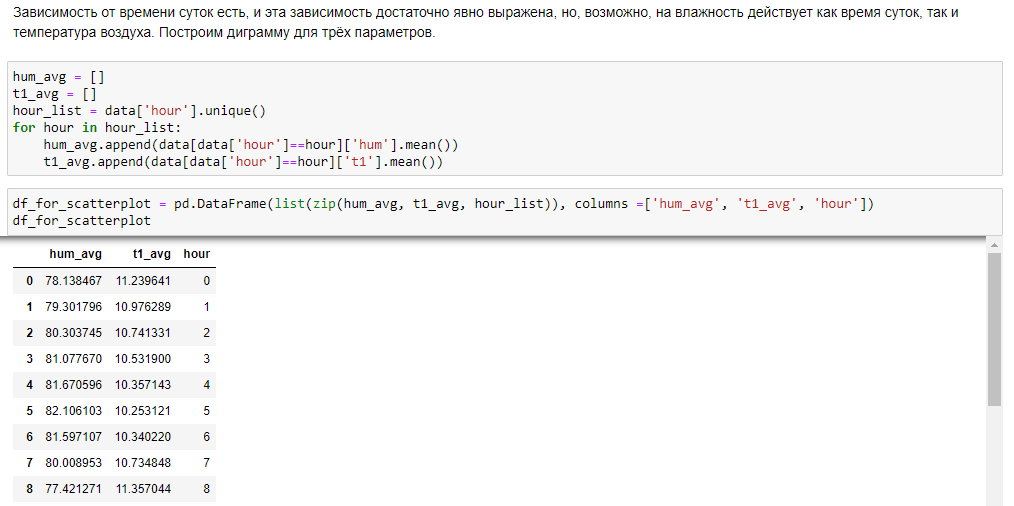 Зависимость от времени суток есть, и эта зависимость достаточно явно выражена, но, возможно, на влажность действует как время суток, так и
температура воздуха. Построим диграмму для трёх параметров.
hum_avg = []
t1_avg = []
hour_list = data['hour'].unique()
for hour in hour_list:
    hum_avg.append(data[data['hour']==hour]['hum'].mean())
    t1_avg.append(data[data['hour']==hour]['t1'].mean())
df_for_scatterplot = pd.DataFrame(list(zip(hum_avg, t1_avg, hour_list)), columns =['hum_avg', 't1_avg', 'hour'])
df_for_scatterplot
hum_avg t1_avg hour
0 78.138467 11.239641 0
1 79.301796 10.976289 1
2 80.303745 10.741331 2
3 81.077670 10.531900 3
4 81.670596 10.357143 4
5 82.106103 10.253121 5
6 81.597107 10.340220 6
7 80.008953 10.734848 7
8 77.421271 11.357044 8